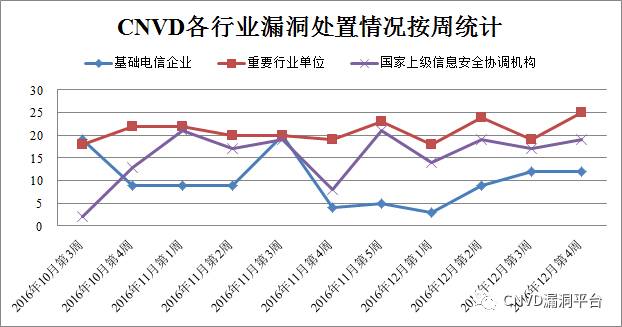 CNVD各行业漏洞处置情况按周统计
基础电信企业 重要行业单位 国家上级信息安全协调机构
30
25
20
15
10
5
0
2016年10月第3周
2016年10月第4周
2016年11月第1周
2016年11月第2周
2016年11月第3周
2016年11月第4周
2016年11月第5周
2016年12月第1周
2016年12月第2周
2016年12月第3周
2016年12月第4周
CNVD漏洞平台